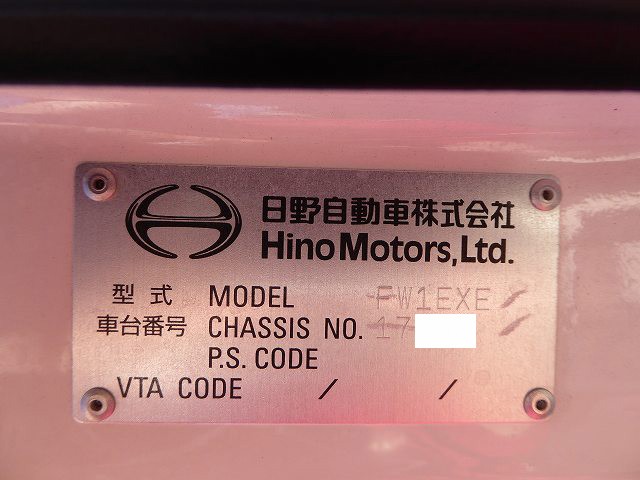 日野自動車株式会社
Hino Motors, Ltd.
型式 MODEL FW1EXE
車台番号 CHASSIS NO. 17
P.S. CODE
VTA CODE / /